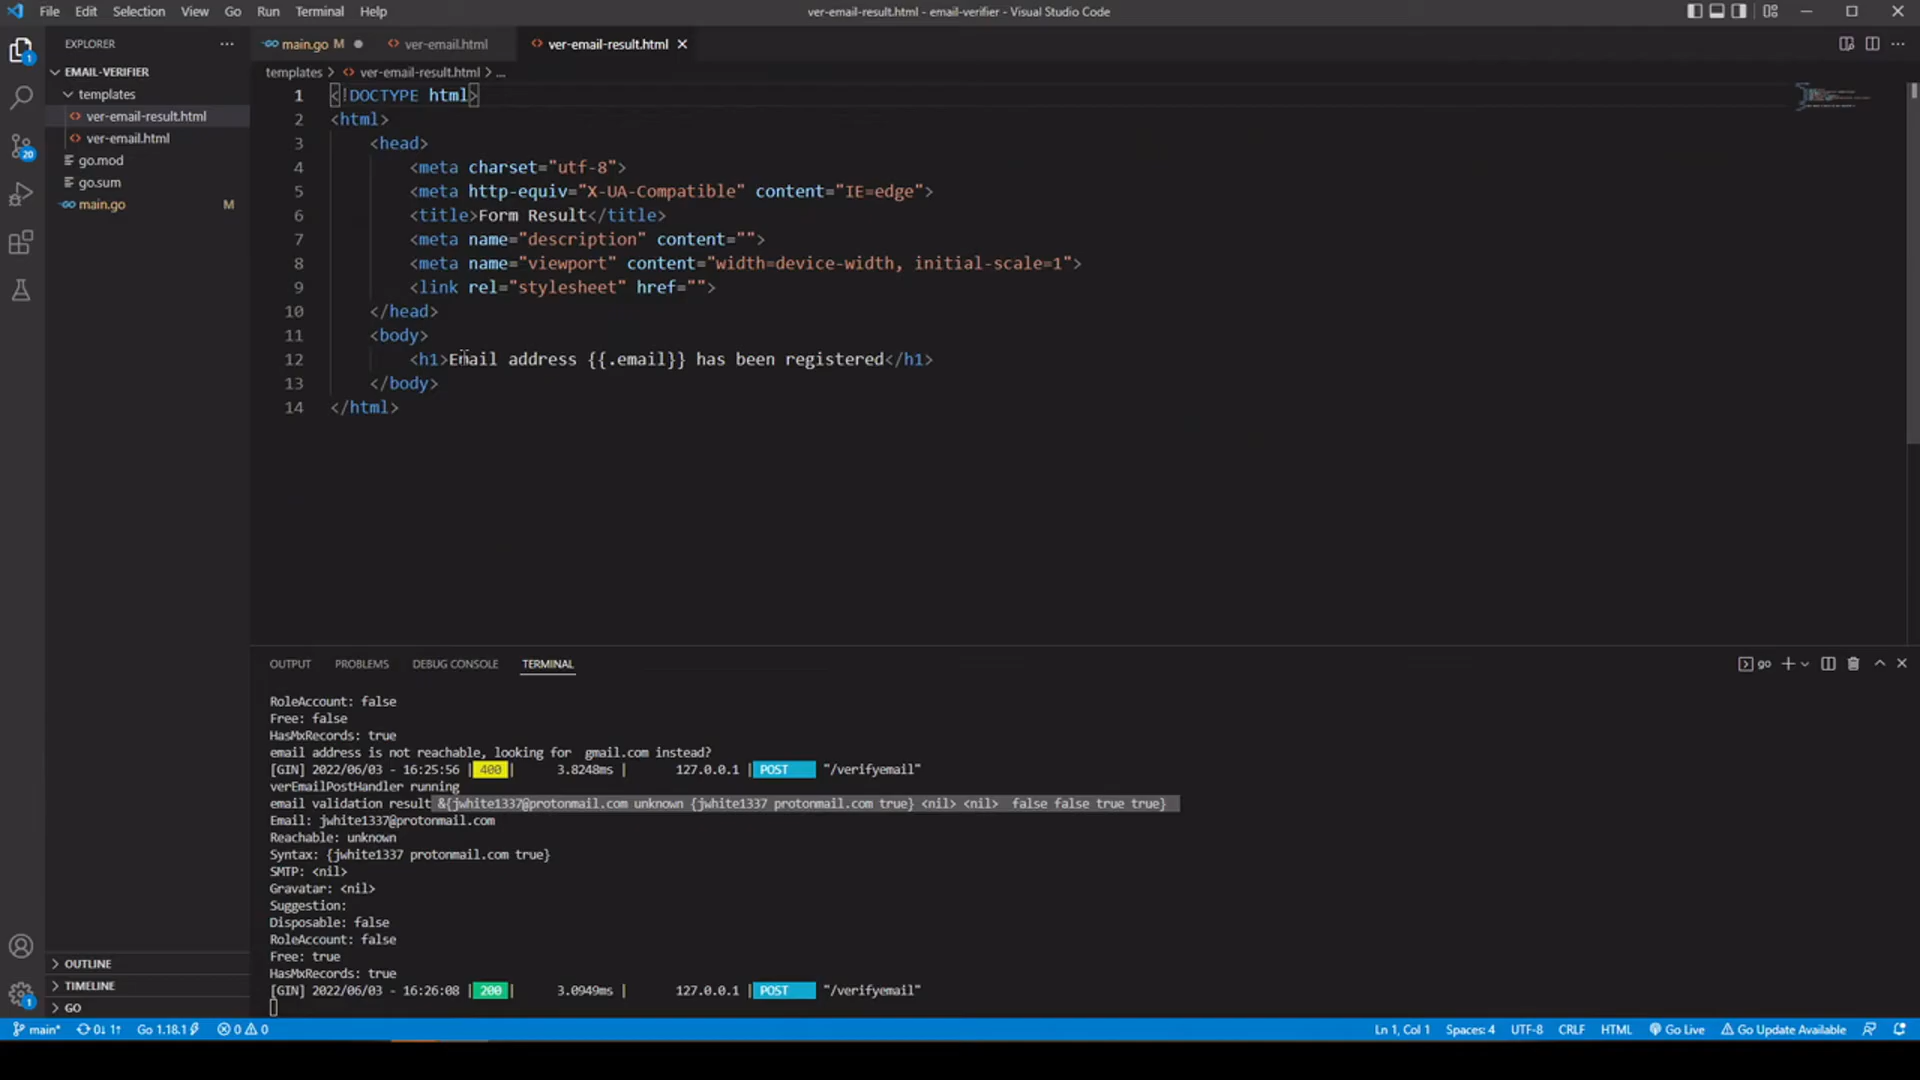 File Edit Selection View Go Run Terminal Help
ver-email-result.html - email-verifier - Visual Studio Code
EXPLORER
main.go M
ver-email.html
ver-email-result.html
EMAIL-VERIFIER
templates
ver-email-result.html
ver-email.html
go.mod
go.sum
main.go M
1
20
templates > ver-email-result.html > ...
1 <!DOCTYPE html>
2 <html>
3 <head>
4 <meta charset="utf-8">
5 <meta http-equiv="X-UA-Compatible" content="IE=edge">
6 <title>Form Result</title>
7 <meta name="description" content="">
8 <meta name="viewport" content="width=device-width, initial-scale=1">
9 <link rel="stylesheet" href="">
10 </head>
11 <body>
12 <h1>Email address {{.email}} has been registered</h1>
13 </body>
14 </html>
OUTPUT PROBLEMS DEBUG CONSOLE TERMINAL
go
RoleAccount: false
Free: false
HasMxRecords: true
email address is not reachable, looking for  gmail.com instead?
[GIN] 2022/06/03 - 16:25:56 | 400 | 3.8248ms | 127.0.0.1 | POST "/verifyemail"
verEmailPostHandler running
email validation result &{jwhite1337@protonmail.com unknown {jwhite1337 protonmail.com true} <nil> <nil>  false false true true}
Email: jwhite1337@protonmail.com
Reachable: unknown
Syntax: {jwhite1337 protonmail.com true}
SMTP: <nil>
Gravatar: <nil>
Suggestion:
Disposable: false
RoleAccount: false
Free: true
HasMxRecords: true
[GIN] 2022/06/03 - 16:26:08 | 200 | 3.0949ms | 127.0.0.1 | POST "/verifyemail"
OUTLINE
TIMELINE
GO
1
main* 0↓ 1↑ Go 1.18.1 0 0
Ln 1, Col 1 Spaces: 4 UTF-8 CRLF HTML Go Live Go Update Available